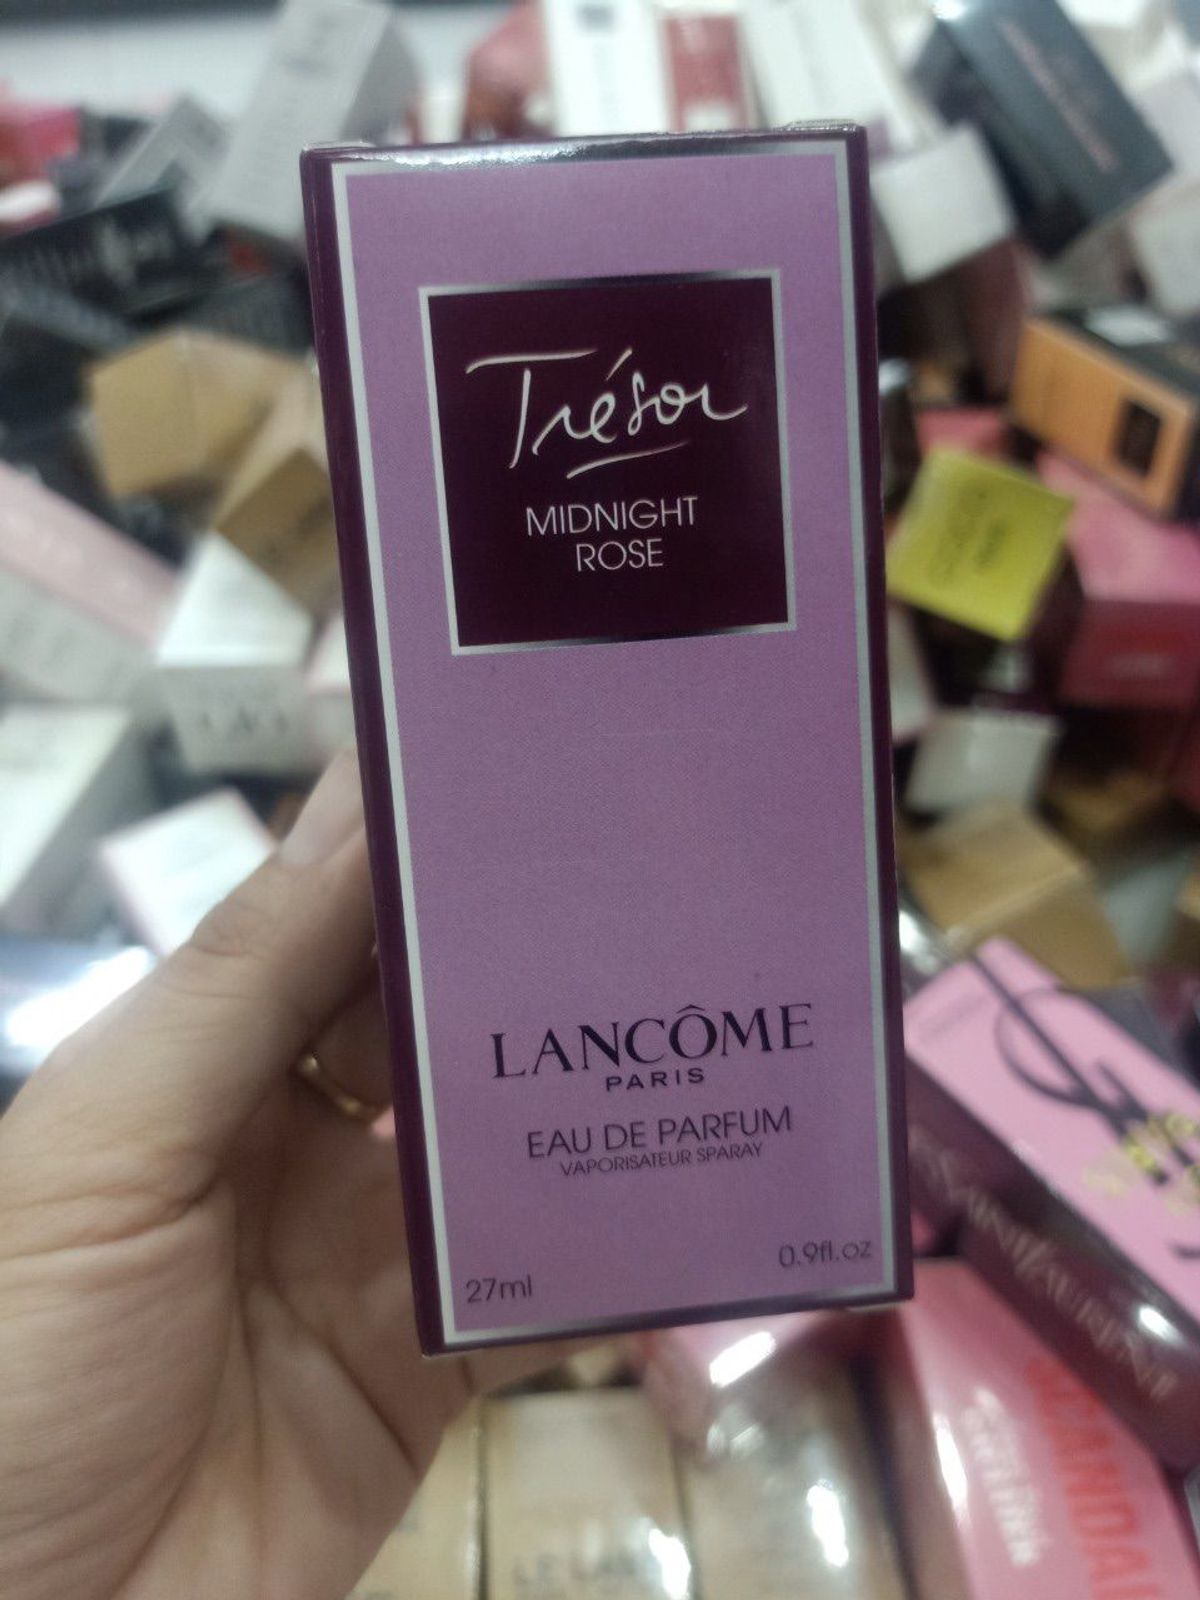 Trésor
MIDNIGHT
ROSE
LANCÔME
PARIS
EAU DE PARFUM
VAPORISATEUR SPARAY
0.9fl.oz
27ml